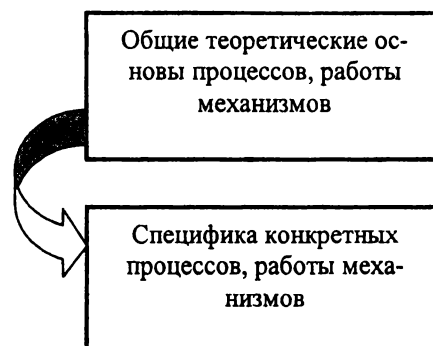 Общие теоретические ос-
новы процессов, работы
механизмов
Специфика конкретных
процессов, работы меха-
низмов